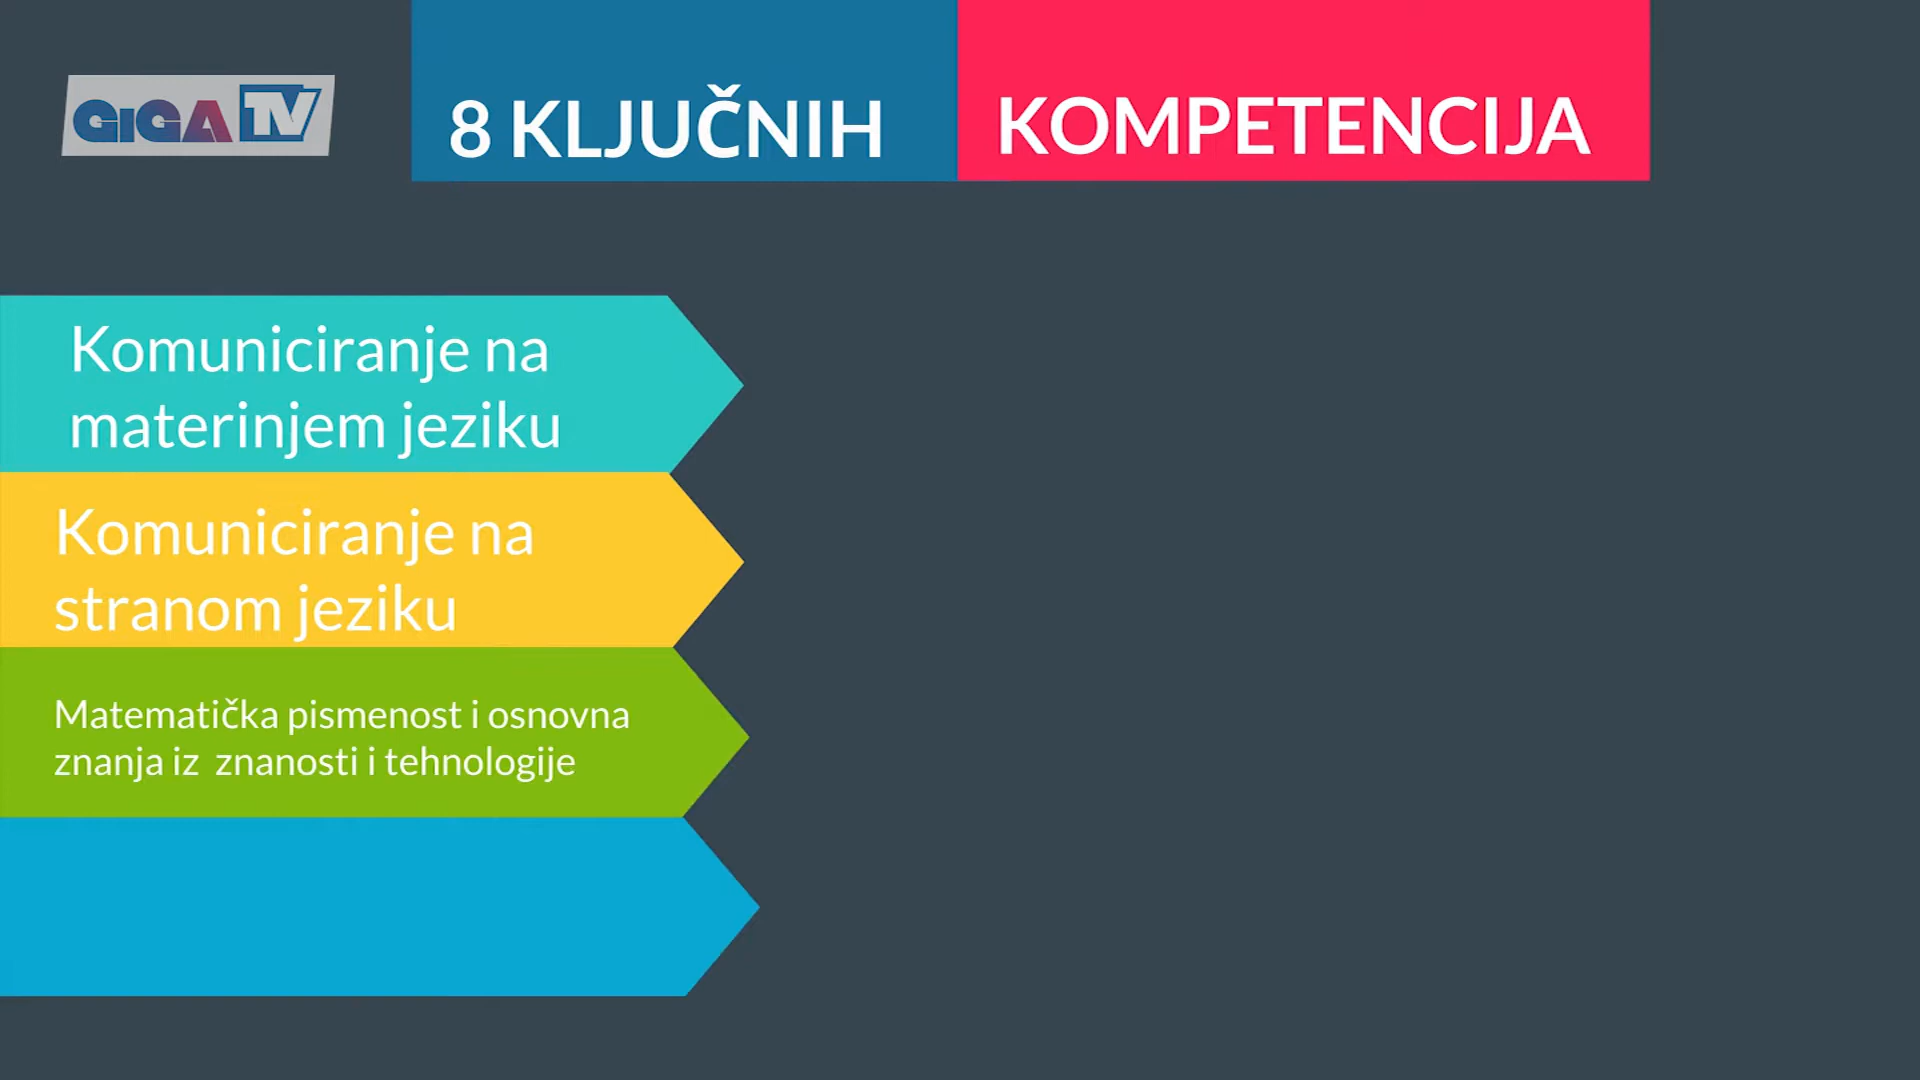 GIGA TV
8 KLJUČNIH KOMPETENCIJA
Komuniciranje na
materinjem jeziku
Komuniciranje na
stranom jeziku
Matematička pismenost i osnovna
znanja iz  znanosti i tehnologije